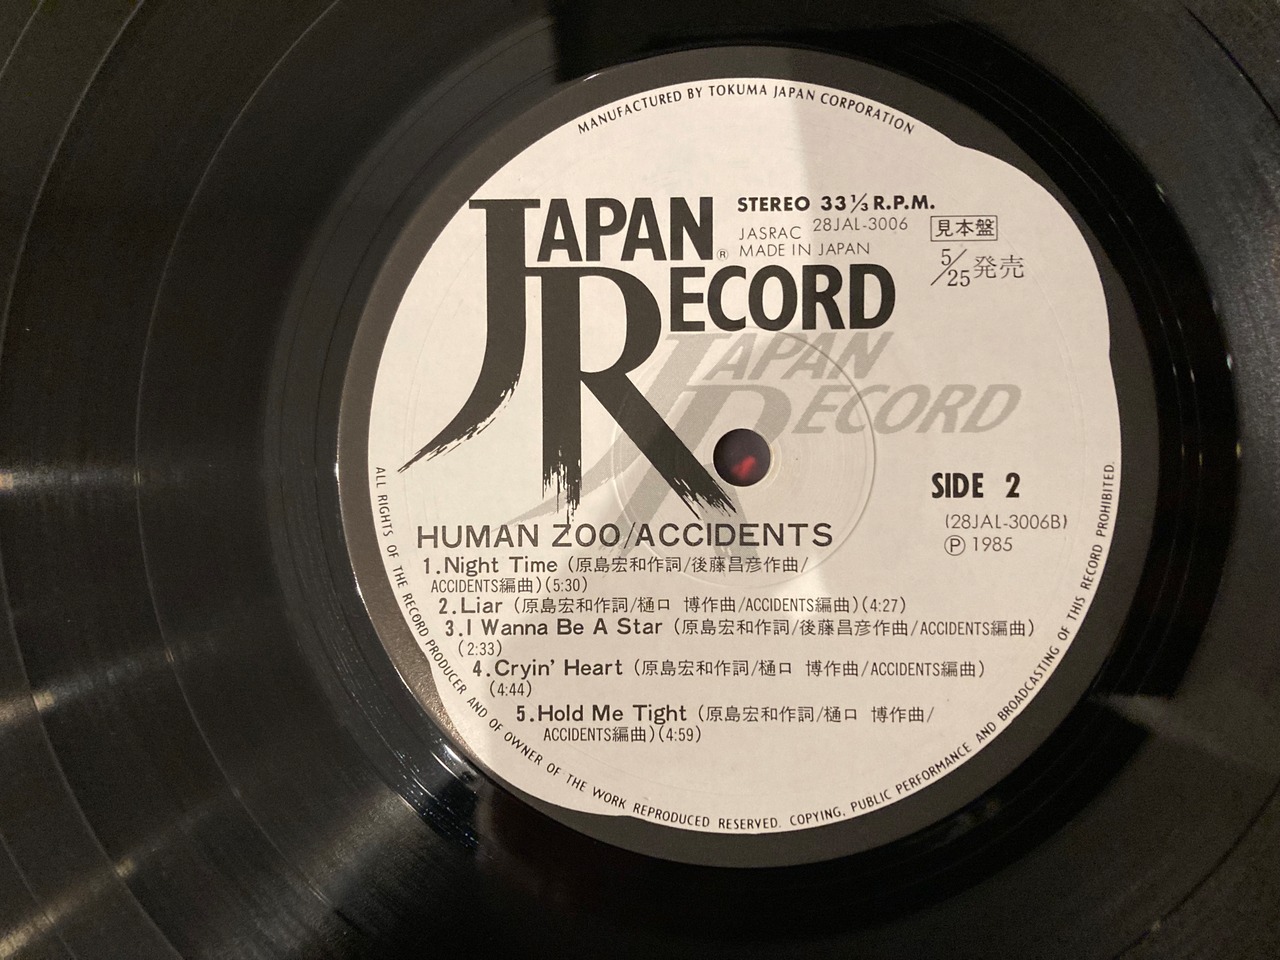 MANUFACTURED BY TOKUMA JAPAN CORPORATION
JAPAN
RECORD
®
STEREO 33⅓ R.P.M.
JASRAC 28JAL-3006
MADE IN JAPAN
見本盤
5/25発売
JAPAN
RECORD
SIDE 2
(28JAL-3006B)
Ⓟ 1985
HUMAN ZOO/ACCIDENTS
1.Night Time (原島宏和作詞/後藤昌彦作曲/
ACCIDENTS編曲)(5:30)
2.Liar (原島宏和作詞/樋口 博作曲/ACCIDENTS編曲)(4:27)
3.I Wanna Be A Star (原島宏和作詞/後藤昌彦作曲/ACCIDENTS編曲)
(2:33)
4.Cryin' Heart (原島宏和作詞/樋口 博作曲/ACCIDENTS編曲)
(4:44)
5.Hold Me Tight (原島宏和作詞/樋口 博作曲/
ACCIDENTS編曲)(4:59)
ALL RIGHTS OF THE RECORD PRODUCER AND OF OWNER OF THE WORK REPRODUCED RESERVED. COPYING, PUBLIC PERFORMANCE AND BROADCASTING OF THIS RECORD PROHIBITED.